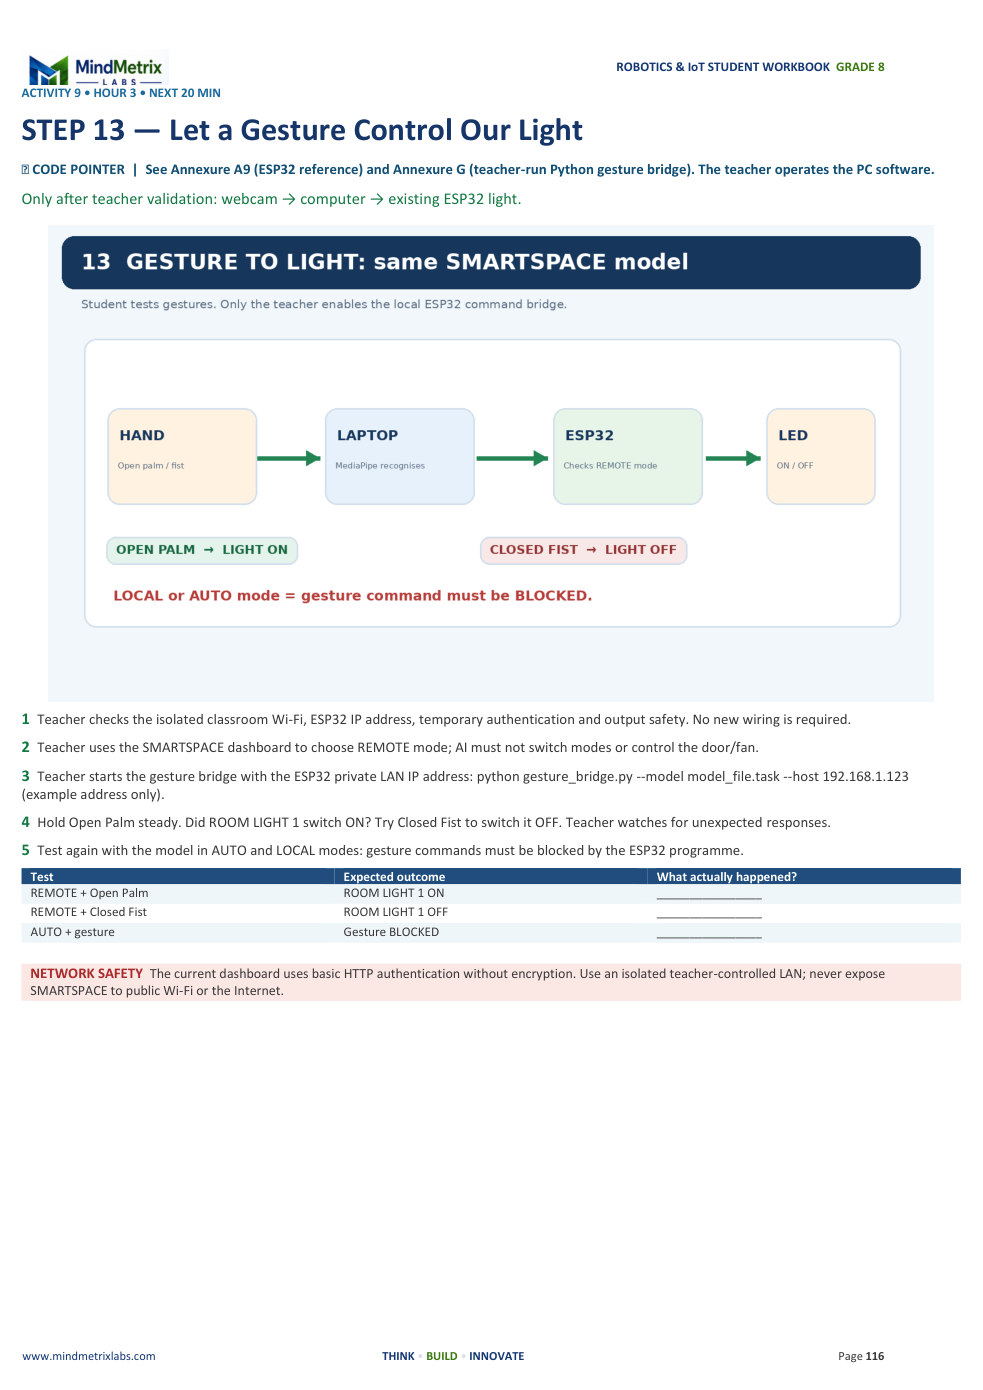 MindMetrix
LABS
ROBOTICS & IoT STUDENT WORKBOOK GRADE 8
ACTIVITY 9 • HOUR 3 • NEXT 20 MIN
STEP 13 — Let a Gesture Control Our Light
CODE POINTER | See Annexure A9 (ESP32 reference) and Annexure G (teacher-run Python gesture bridge). The teacher operates the PC software.
Only after teacher validation: webcam → computer → existing ESP32 light.
13 GESTURE TO LIGHT: same SMARTSPACE model
Student tests gestures. Only the teacher enables the local ESP32 command bridge.
HAND
Open palm / fist
LAPTOP
MediaPipe recognises
ESP32
Checks REMOTE mode
LED
ON / OFF
OPEN PALM → LIGHT ON
CLOSED FIST → LIGHT OFF
LOCAL or AUTO mode = gesture command must be BLOCKED.
1 Teacher checks the isolated classroom Wi-Fi, ESP32 IP address, temporary authentication and output safety. No new wiring is required.
2 Teacher uses the SMARTSPACE dashboard to choose REMOTE mode; AI must not switch modes or control the door/fan.
3 Teacher starts the gesture bridge with the ESP32 private LAN IP address: python gesture_bridge.py --model model_file.task --host 192.168.1.123
(example address only).
4 Hold Open Palm steady. Did ROOM LIGHT 1 switch ON? Try Closed Fist to switch it OFF. Teacher watches for unexpected responses.
5 Test again with the model in AUTO and LOCAL modes: gesture commands must be blocked by the ESP32 programme.
Test Expected outcome What actually happened?
REMOTE + Open Palm ROOM LIGHT 1 ON ________________
REMOTE + Closed Fist ROOM LIGHT 1 OFF ________________
AUTO + gesture Gesture BLOCKED ________________
NETWORK SAFETY The current dashboard uses basic HTTP authentication without encryption. Use an isolated teacher-controlled LAN; never expose
SMARTSPACE to public Wi-Fi or the Internet.
www.mindmetrixlabs.com THINK • BUILD • INNOVATE Page 116